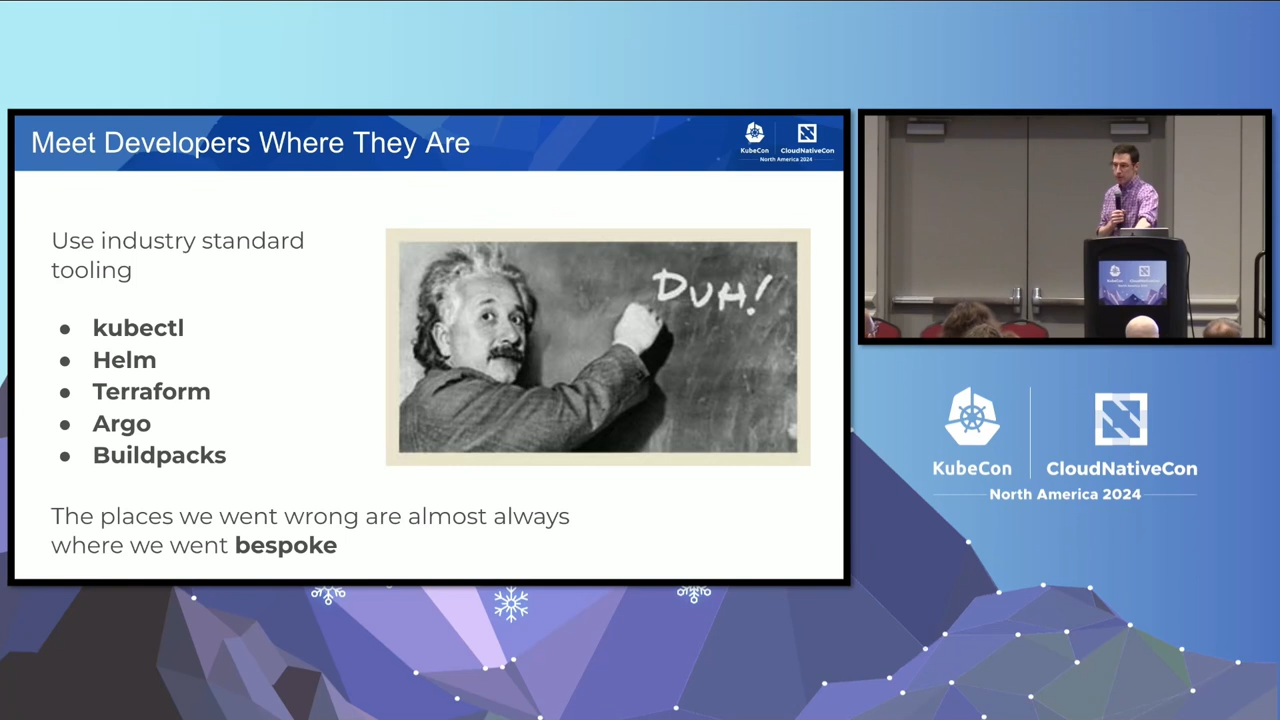 Meet Developers Where They Are
KubeCon
CloudNativeCon
North America 2024
Use industry standard
tooling
● kubectl
● Helm
● Terraform
● Argo
● Buildpacks
DUH!
The places we went wrong are almost always
where we went bespoke
KubeCon
CloudNativeCon
North America 2024